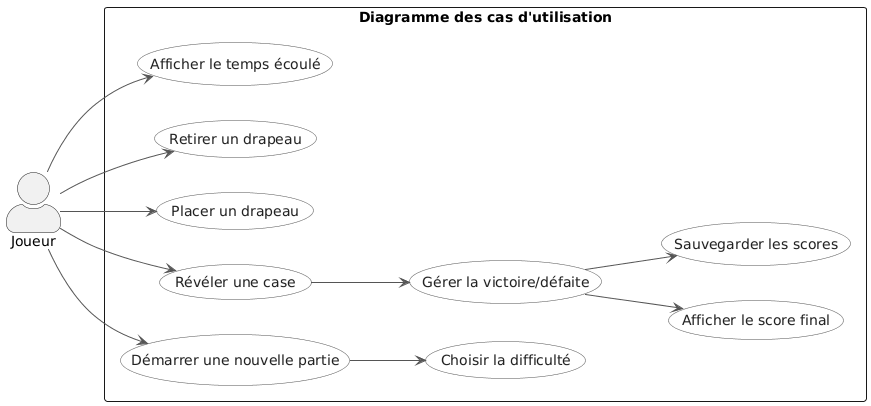 Diagramme des cas d'utilisation
Afficher le temps écoulé
Retirer un drapeau
Placer un drapeau
Joueur
Révéler une case
Gérer la victoire/défaite
Sauvegarder les scores
Afficher le score final
Démarrer une nouvelle partie
Choisir la difficulté